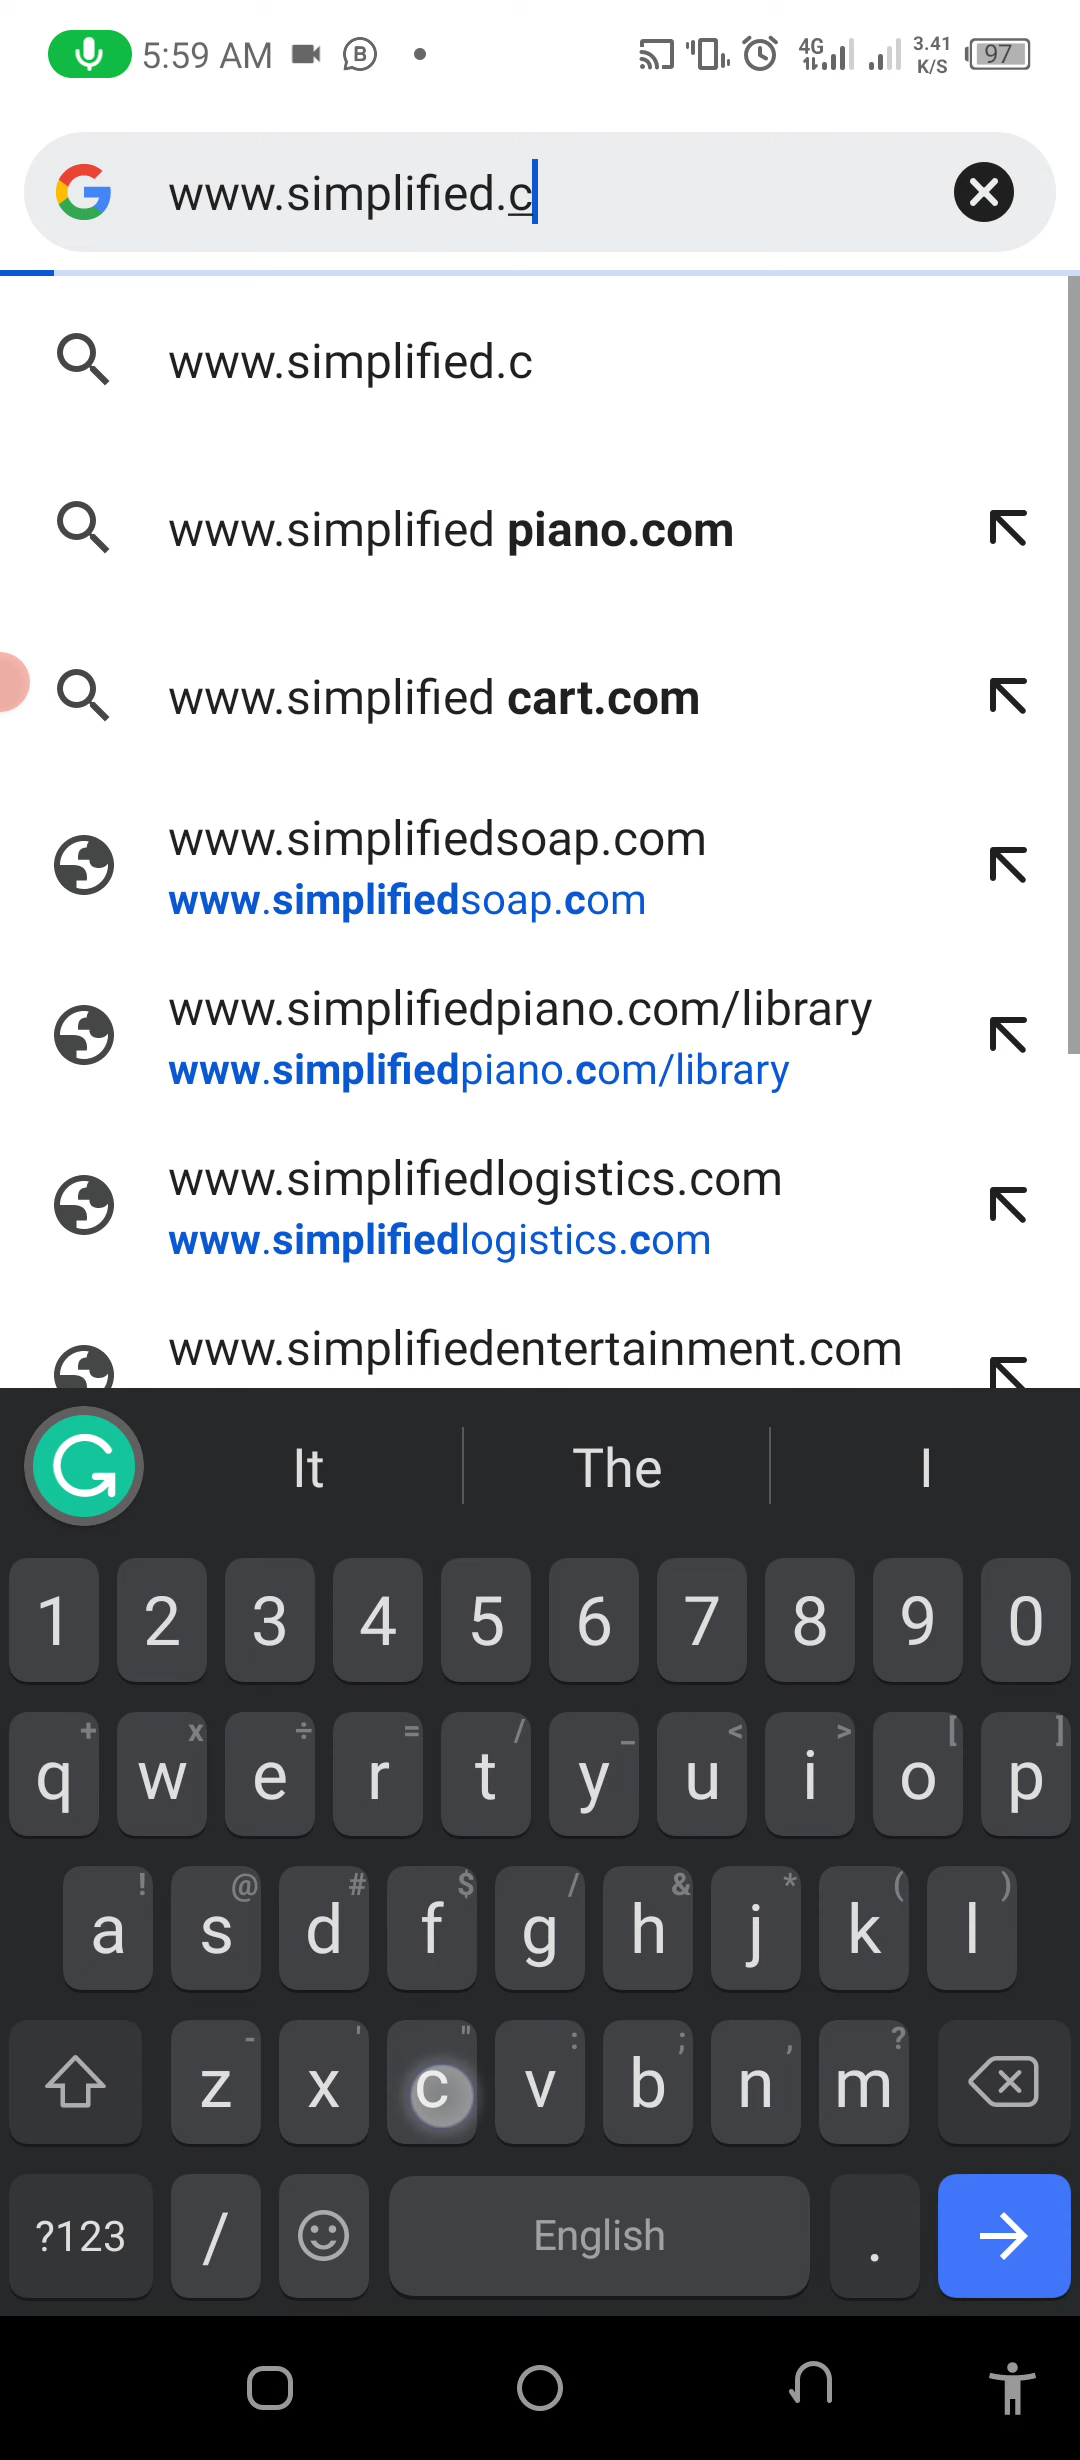 5:59 AM B 4G 3.41 K/S 97
www.simplified.c
www.simplified.c
www.simplified piano.com
www.simplified cart.com
www.simplifiedsoap.com
www.simplifiedsoap.com
www.simplifiedpiano.com/library
www.simplifiedpiano.com/library
www.simplifiedlogistics.com
www.simplifiedlogistics.com
www.simplifiedentertainment.com
It The I
1 2 3 4 5 6 7 8 9 0
+ x ÷ = / _ < > [ ]
q w e r t y u i o p
! @ # $ / & * ( )
a s d f g h j k l
- ' " : ; , ?
z x c v b n m
?123 / English .